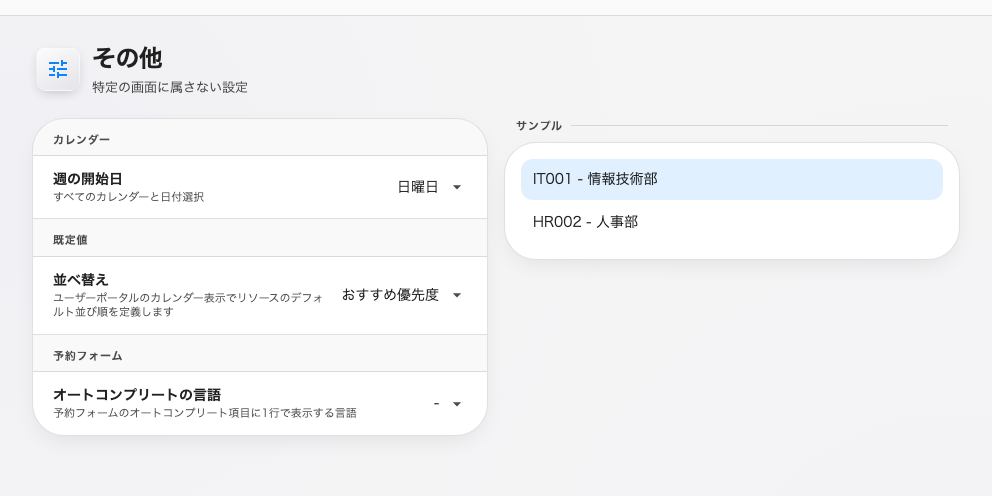 その他
特定の画面に属さない設定
カレンダー
週の開始日
すべてのカレンダーと日付選択
日曜日
既定値
並べ替え
ユーザーポータルのカレンダー表示でリソースのデフォ
ルト並び順を定義します
おすすめ優先度
予約フォーム
オートコンプリートの言語
予約フォームのオートコンプリート項目に1行で表示する言語
-
サンプル
IT001 - 情報技術部
HR002 - 人事部